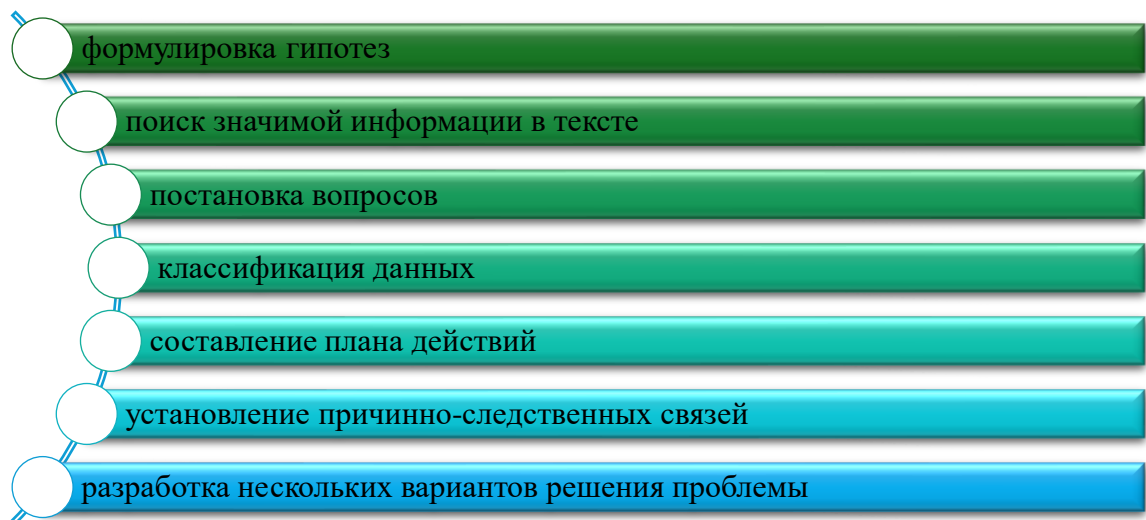 формулировка гипотез
поиск значимой информации в тексте
постановка вопросов
классификация данных
составление плана действий
установление причинно-следственных связей
разработка нескольких вариантов решения проблемы